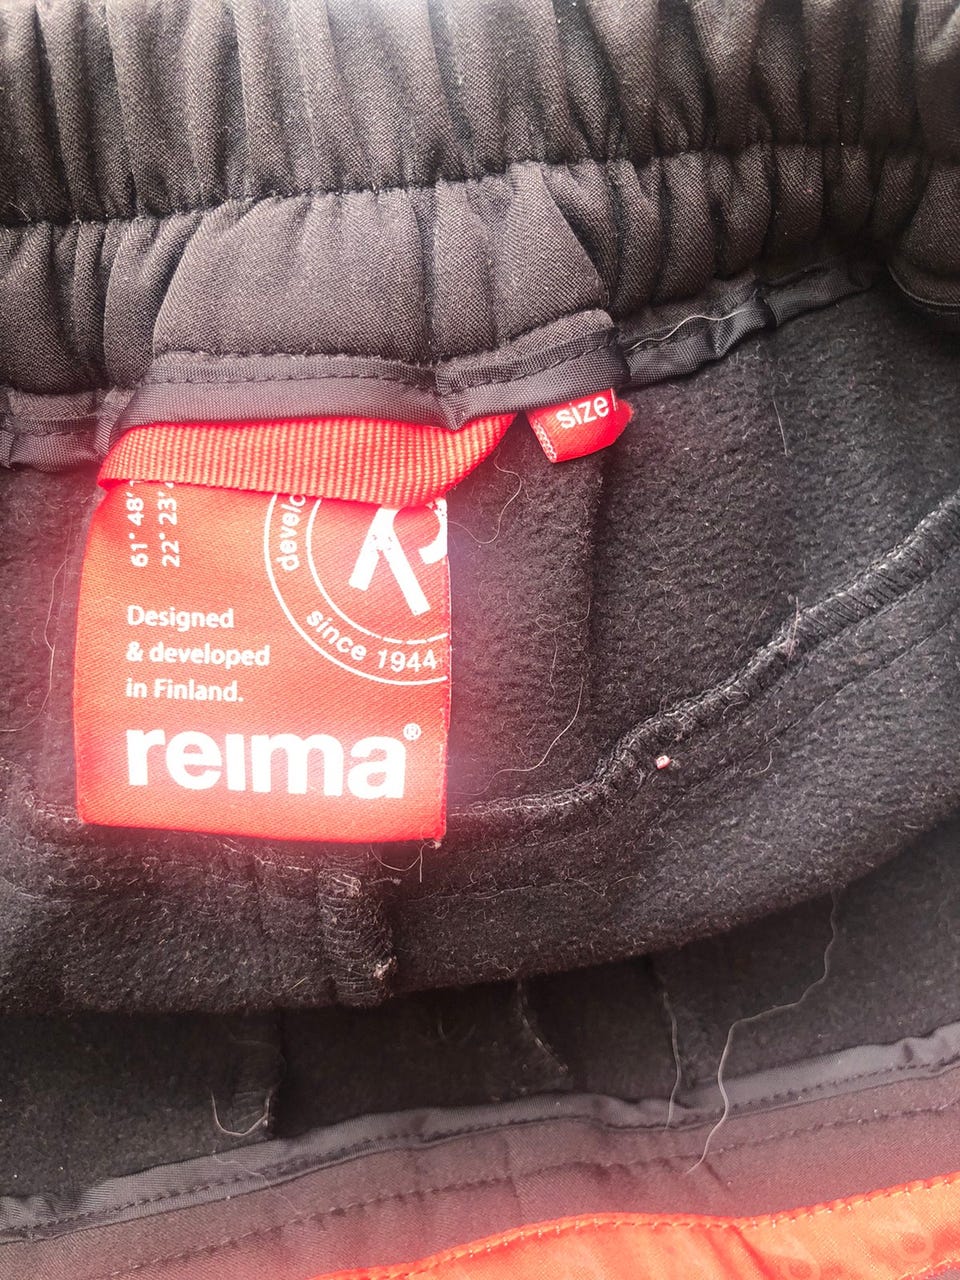 size
61° 48'
22° 23'
since 1944
Designed
& developed
in Finland.
reima®